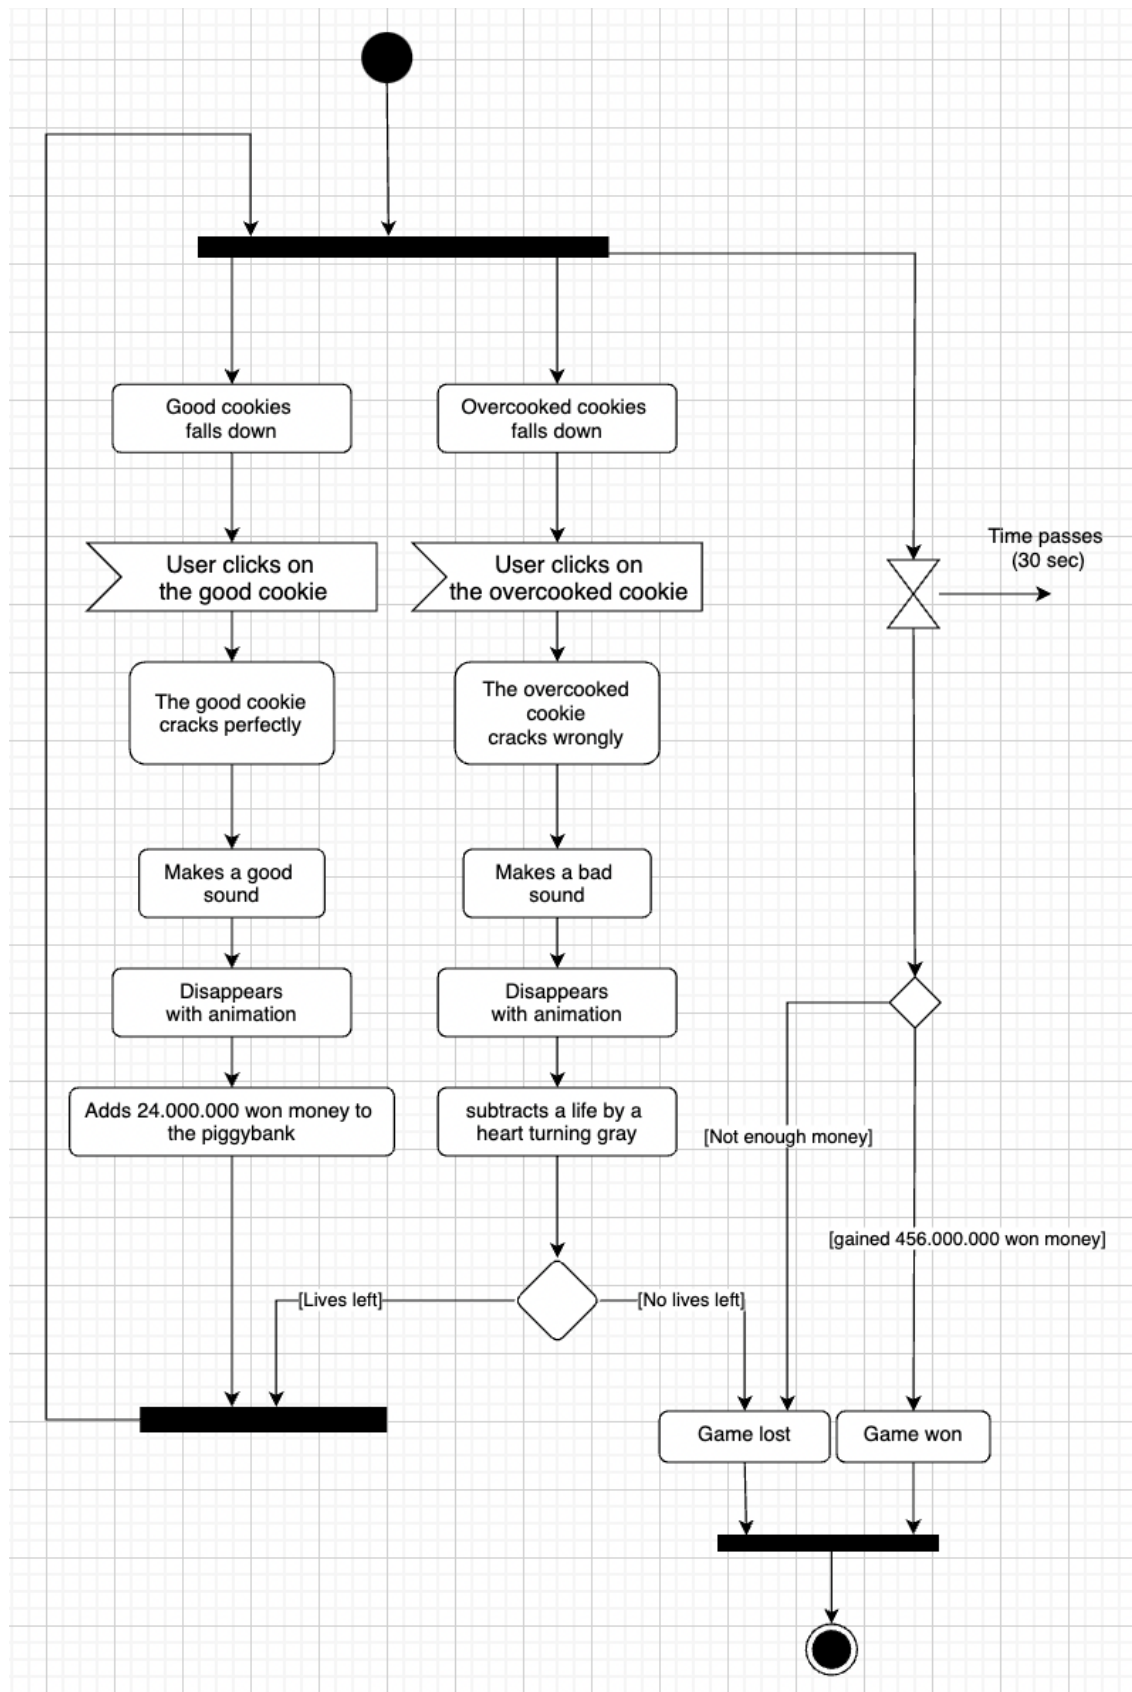 Good cookies
falls down
Overcooked cookies
falls down
Time passes
(30 sec)
User clicks on
the good cookie
User clicks on
the overcooked cookie
The good cookie
cracks perfectly
The overcooked
cookie
cracks wrongly
Makes a good
sound
Makes a bad
sound
Disappears
with animation
Disappears
with animation
Adds 24.000.000 won money to
the piggybank
subtracts a life by a
heart turning gray
[Not enough money]
[gained 456.000.000 won money]
[Lives left]
[No lives left]
Game lost
Game won